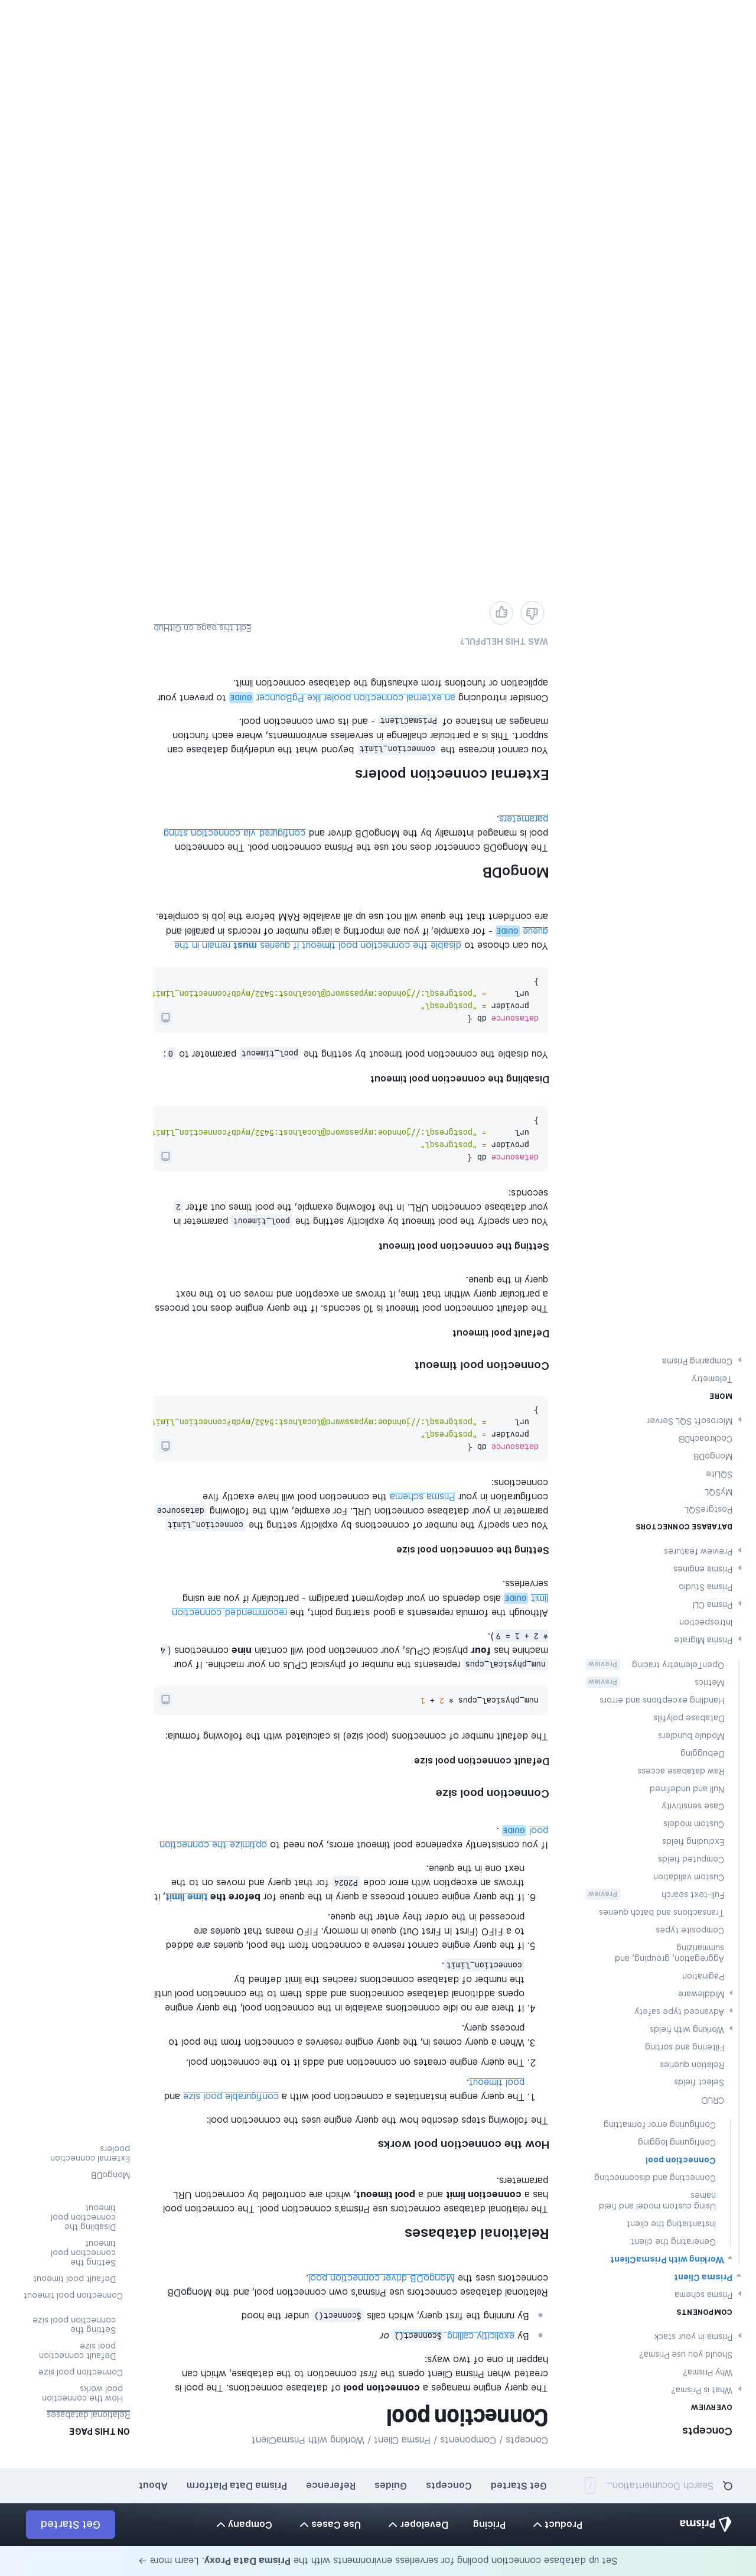 Set up database connection pooling for serverless environments with the Prisma Data Proxy. Learn more →
Prisma
Product
Pricing
Developer
Use Cases
Company
Get Started
Search Documentation... /
Get Started
Concepts
Guides
Reference
Prisma Data Platform
About
Concepts
OVERVIEW
What is Prisma?
Why Prisma?
Should you use Prisma?
Prisma in your stack
COMPONENTS
Prisma schema
Prisma Client
Working with PrismaClient
Generating the client
Instantiating the client
Using custom model and field
names
Connecting and disconnecting
Connection pool
Configuring logging
Configuring error formatting
CRUD
Select fields
Relation queries
Filtering and sorting
Working with fields
Advanced type safety
Middleware
Pagination
Aggregation, grouping, and
summarizing
Composite types
Transactions and batch queries
Full-text search Preview
Custom validation
Computed fields
Excluding fields
Custom models
Case sensitivity
Null and undefined
Raw database access
Debugging
Module bundlers
Database polyfills
Handling exceptions and errors
Metrics Preview
OpenTelemetry tracing Preview
Prisma Migrate
Introspection
Prisma CLI
Prisma Studio
Prisma engines
Preview features
DATABASE CONNECTORS
PostgreSQL
MySQL
SQLite
MongoDB
CockroachDB
Microsoft SQL Server
MORE
Telemetry
Comparing Prisma
Concepts / Components / Prisma Client / Working with PrismaClient
Connection pool
The query engine manages a connection pool of database connections. The pool is
created when Prisma Client opens the first connection to the database, which can
happen in one of two ways:
By explicitly calling $connect() or
By running the first query, which calls $connect() under the hood
Relational database connectors use Prisma's own connection pool, and the MongoDB
connectors uses the MongoDB driver connection pool.
Relational databases
The relational database connectors use Prisma's connection pool. The connection pool
has a connection limit and a pool timeout, which are controlled by connection URL
parameters.
How the connection pool works
The following steps describe how the query engine uses the connection pool:
1. The query engine instantiates a connection pool with a configurable pool size and
pool timeout.
2. The query engine creates on connection and adds it to the connection pool.
3. When a query comes in, the query engine reserves a connection from the pool to
process query.
4. If there are no idle connections available in the connection pool, the query engine
opens additional database connections and adds them to the connection pool until
the number of database connections reaches the limit defined by
connection_limit.
5. If the query engine cannot reserve a connection from the pool, queries are added
to a FIFO (First In First Out) queue in memory. FIFO means that queries are
processed in the order they enter the queue.
6. If the query engine cannot process a query in the queue for before the time limit, it
throws an exception with error code P2024 for that query and moves on to the
next one in the queue.
If you consistently experience pool timeout errors, you need to optimize the connection
pool GUIDE .
Connection pool size
Default connection pool size
The default number of connections (pool size) is calculated with the following formula:
num_physical_cpus * 2 + 1
num_physical_cpus represents the number of physical CPUs on your machine. If your
machine has four physical CPUs, your connection pool will contain nine connections (4
* 2 + 1 = 9).
Although the formula represents a good starting point, the recommended connection
limit GUIDE also depends on your deployment paradigm - particularly if you are using
serverless.
Setting the connection pool size
You can specify the number of connections by explicitly setting the connection_limit
parameter in your database connection URL. For example, with the following datasource
configuration in your Prisma schema the connection pool will have exactly five
connections:
datasource db {
provider = "postgresql"
url = "postgresql://johndoe:mypassword@localhost:5432/mydb?connection_limit
}
Connection pool timeout
Default pool timeout
The default connection pool timeout is 10 seconds. If the query engine does not process
a particular query within that time, it throws an exception and moves on to the next
query in the queue.
Setting the connection pool timeout
You can specify the pool timeout by explicitly setting the pool_timeout parameter in
your database connection URL. In the following example, the pool times out after 2
seconds:
datasource db {
provider = "postgresql"
url = "postgresql://johndoe:mypassword@localhost:5432/mydb?connection_limit
}
Disabling the connection pool timeout
You disable the connection pool timeout by setting the pool_timeout parameter to 0:
datasource db {
provider = "postgresql"
url = "postgresql://johndoe:mypassword@localhost:5432/mydb?connection_limit
}
You can choose to disable the connection pool timeout if queries must remain in the
queue GUIDE - for example, if you are importing a large number of records in parallel and
are confident that the queue will not use up all available RAM before the job is complete.
MongoDB
The MongoDB connector does not use the Prisma connection pool. The connection
pool is managed internally by the MongoDB driver and configured via connection string
parameters.
External connection poolers
You cannot increase the connection_limit beyond what the underlying database can
support. This is a particular challenge in serverless environments, where each function
manages an instance of PrismaClient - and its own connection pool.
Consider introducing an external connection pooler like PgBouncer GUIDE to prevent your
application or functions from exhausting the database connection limit.
WAS THIS HELPFUL?
Edit this page on GitHub
ON THIS PAGE
Relational databases
How the connection
pool works
Connection pool size
Default connection
pool size
Setting the
connection pool size
Connection pool timeout
Default pool timeout
Setting the
connection pool
timeout
Disabling the
connection pool
timeout
MongoDB
External connection
poolers